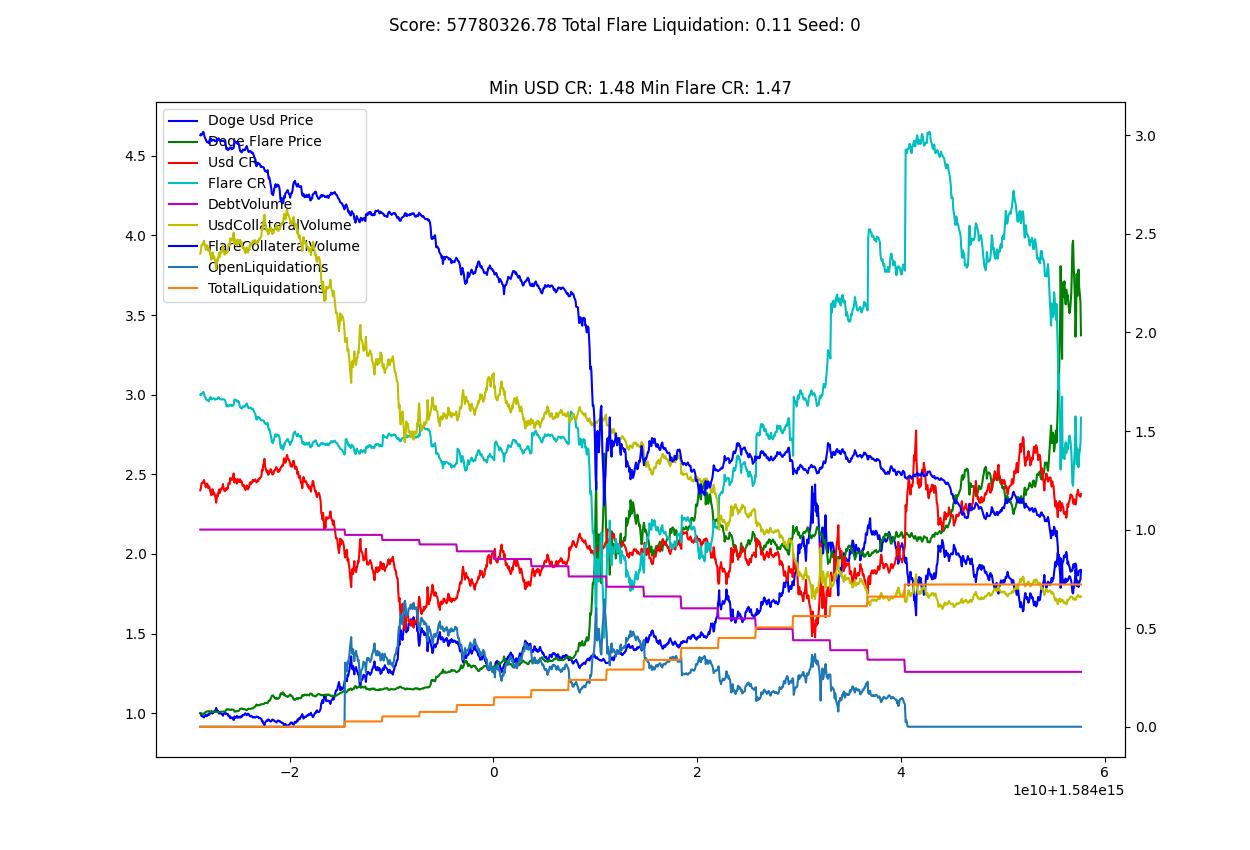 Score: 57780326.78 Total Flare Liquidation: 0.11 Seed: 0
Min USD CR: 1.48 Min Flare CR: 1.47
Doge Usd Price
Doge Flare Price
Usd CR
Flare CR
DebtVolume
UsdCollateralVolume
FlareCollateralVolume
OpenLiquidations
TotalLiquidations
4.5
4.0
3.5
3.0
2.5
2.0
1.5
1.0
3.0
2.5
2.0
1.5
1.0
0.5
0.0
−2
0
2
4
6
1e10+1.584e15